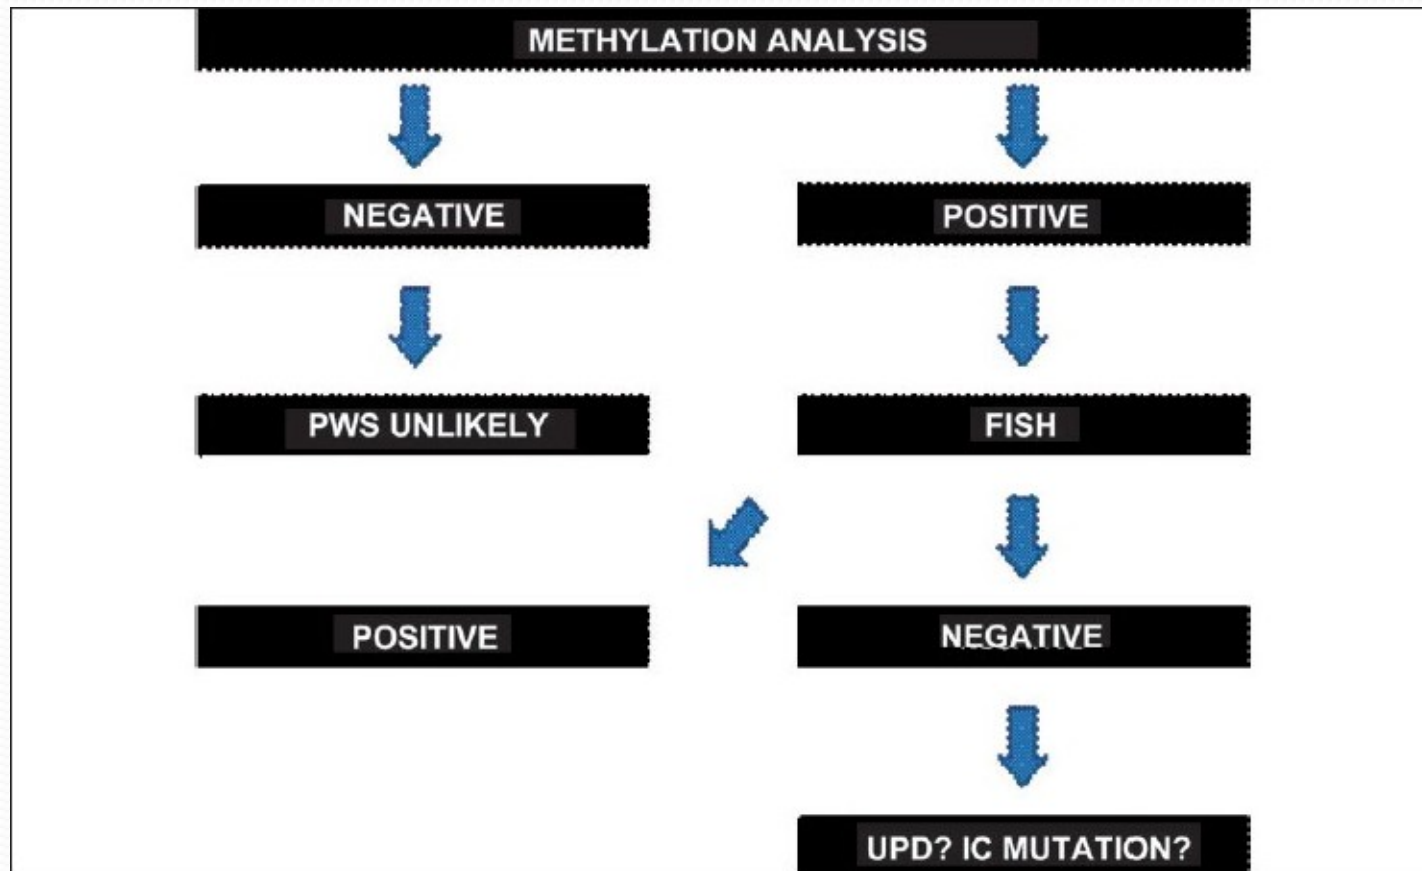 METHYLATION ANALYSIS
NEGATIVE
POSITIVE
PWS UNLIKELY
FISH
POSITIVE
NEGATIVE
UPD? IC MUTATION?